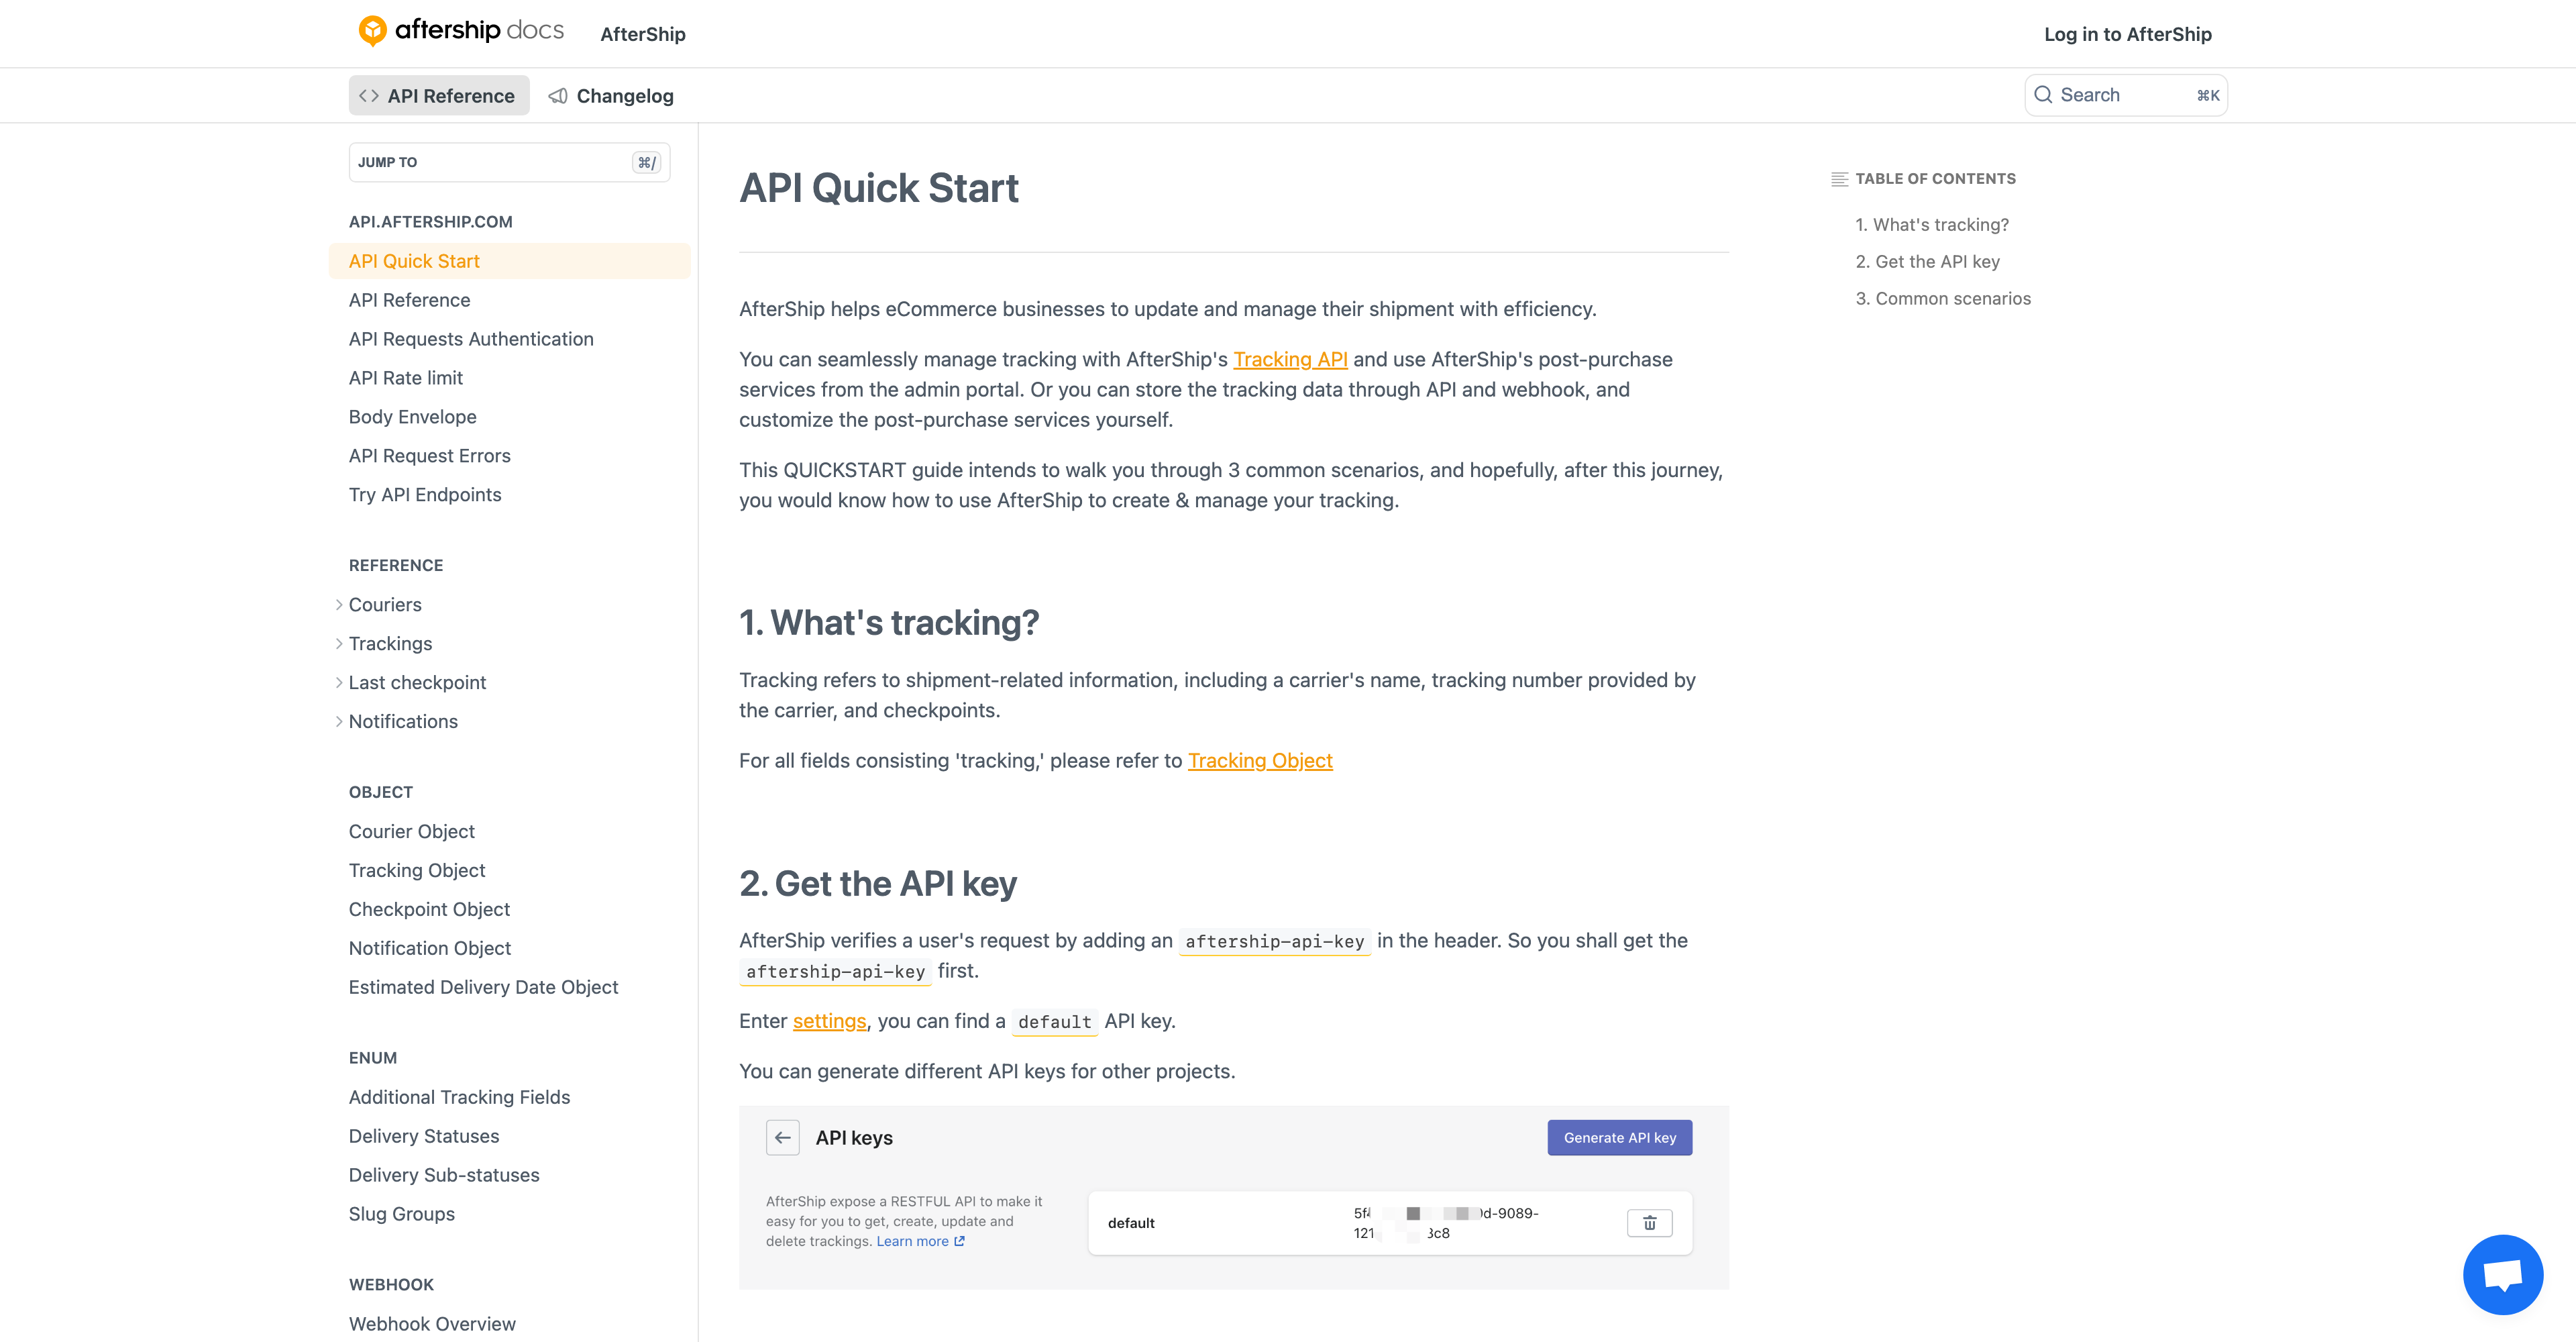 aftership docs
AfterShip
Log in to AfterShip
API Reference
Changelog
Search
⌘K
JUMP TO
⌘/
API.AFTERSHIP.COM
API Quick Start
API Reference
API Requests Authentication
API Rate limit
Body Envelope
API Request Errors
Try API Endpoints
REFERENCE
Couriers
Trackings
Last checkpoint
Notifications
OBJECT
Courier Object
Tracking Object
Checkpoint Object
Notification Object
Estimated Delivery Date Object
ENUM
Additional Tracking Fields
Delivery Statuses
Delivery Sub-statuses
Slug Groups
WEBHOOK
Webhook Overview
API Quick Start
AfterShip helps eCommerce businesses to update and manage their shipment with efficiency.
You can seamlessly manage tracking with AfterShip's Tracking API and use AfterShip's post-purchase
services from the admin portal. Or you can store the tracking data through API and webhook, and
customize the post-purchase services yourself.
This QUICKSTART guide intends to walk you through 3 common scenarios, and hopefully, after this journey,
you would know how to use AfterShip to create & manage your tracking.
1. What's tracking?
Tracking refers to shipment-related information, including a carrier's name, tracking number provided by
the carrier, and checkpoints.
For all fields consisting 'tracking,' please refer to Tracking Object
2. Get the API key
AfterShip verifies a user's request by adding an aftership-api-key in the header. So you shall get the
aftership-api-key first.
Enter settings, you can find a default API key.
You can generate different API keys for other projects.
API keys
Generate API key
AfterShip expose a RESTFUL API to make it
easy for you to get, create, update and
delete trackings. Learn more
default
d-9089-
121
c8
TABLE OF CONTENTS
1. What's tracking?
2. Get the API key
3. Common scenarios